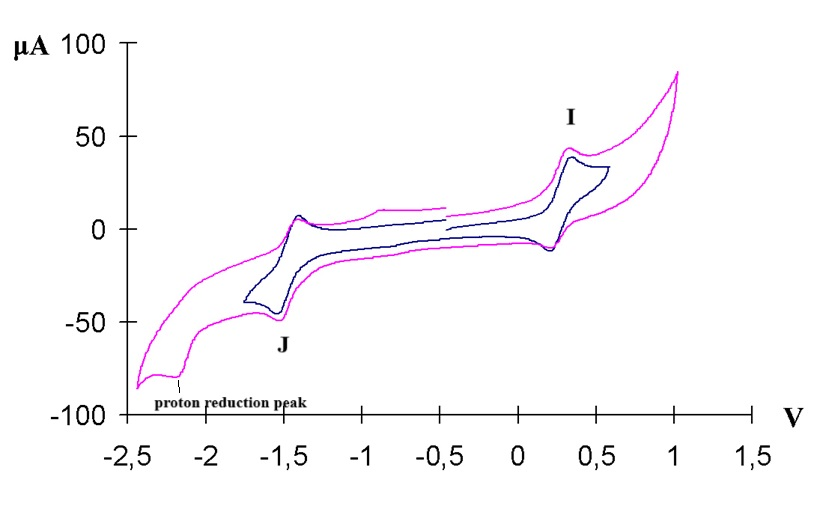 μA 100
50
0
-50
-100
I
J
proton reduction peak
V
-2,5 -2 -1,5 -1 -0,5 0 0,5 1 1,5